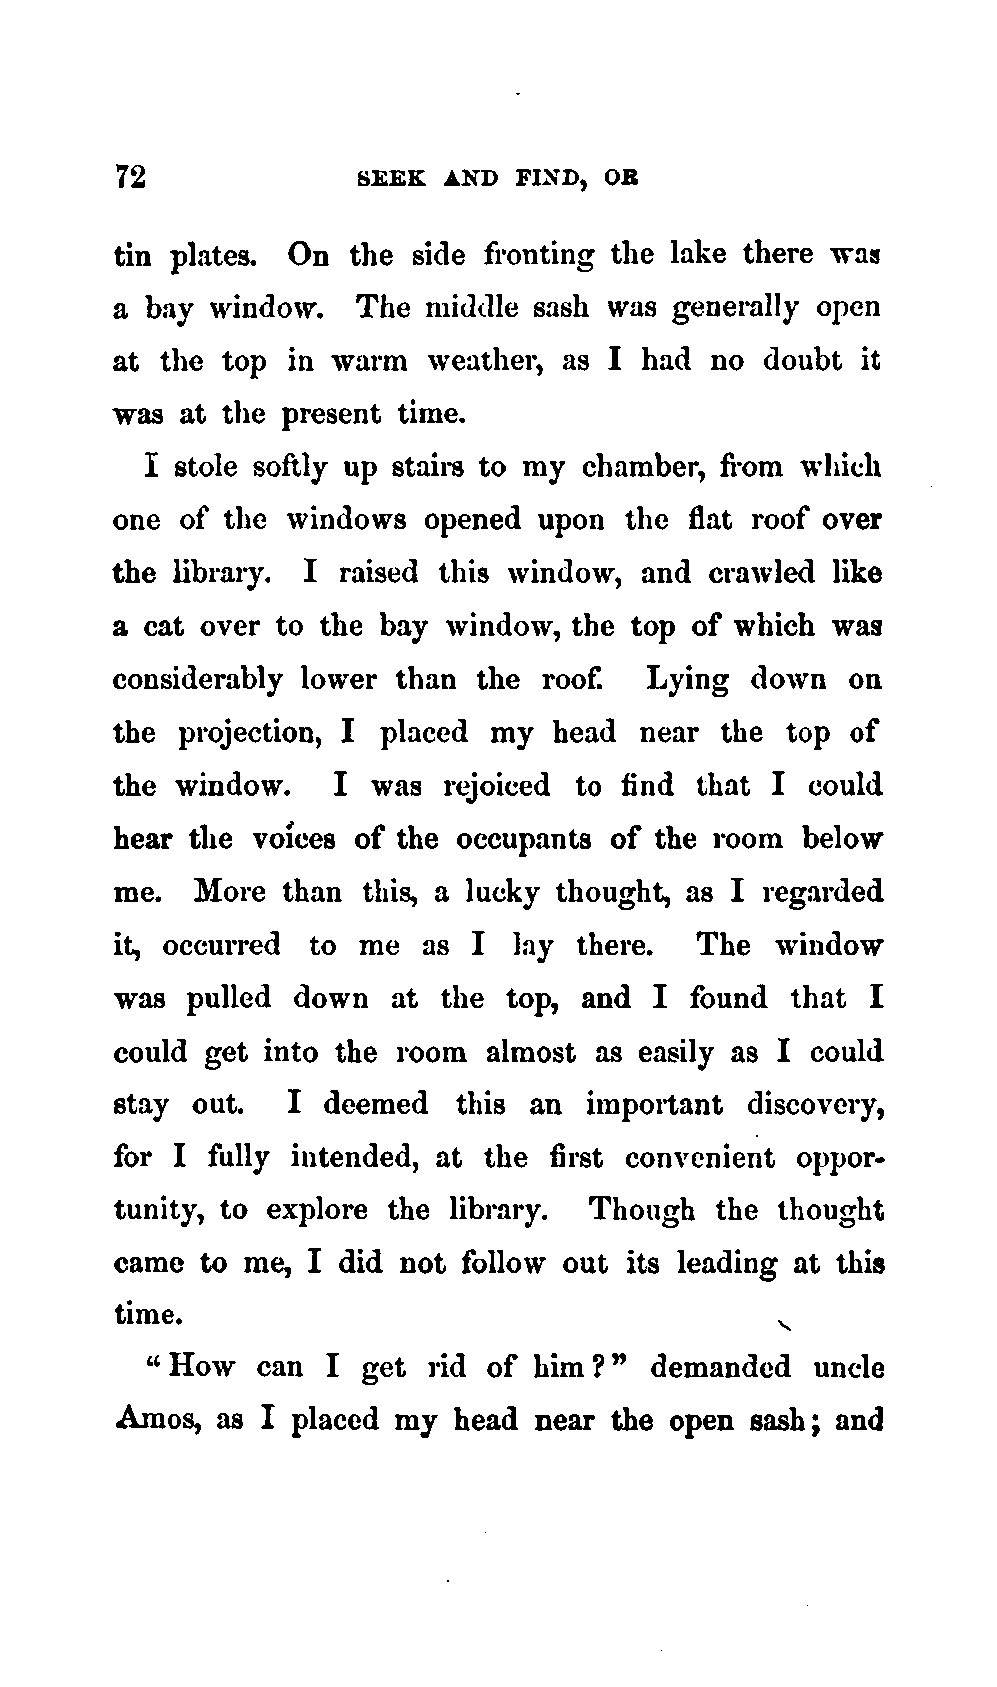 72 SEEK AND FIND, OR
tin plates. On the side fronting the lake there was
a bay window. The middle sash was generally open
at the top in warm weather, as I had no doubt it
was at the present time.
I stole softly up stairs to my chamber, from which
one of the windows opened upon the flat roof over
the library. I raised this window, and crawled like
a cat over to the bay window, the top of which was
considerably lower than the roof. Lying down on
the projection, I placed my head near the top of
the window. I was rejoiced to find that I could
hear the voices of the occupants of the room below
me. More than this, a lucky thought, as I regarded
it, occurred to me as I lay there. The window
was pulled down at the top, and I found that I
could get into the room almost as easily as I could
stay out. I deemed this an important discovery,
for I fully intended, at the first convenient oppor-
tunity, to explore the library. Though the thought
came to me, I did not follow out its leading at this
time.
"How can I get rid of him?" demanded uncle
Amos, as I placed my head near the open sash; and